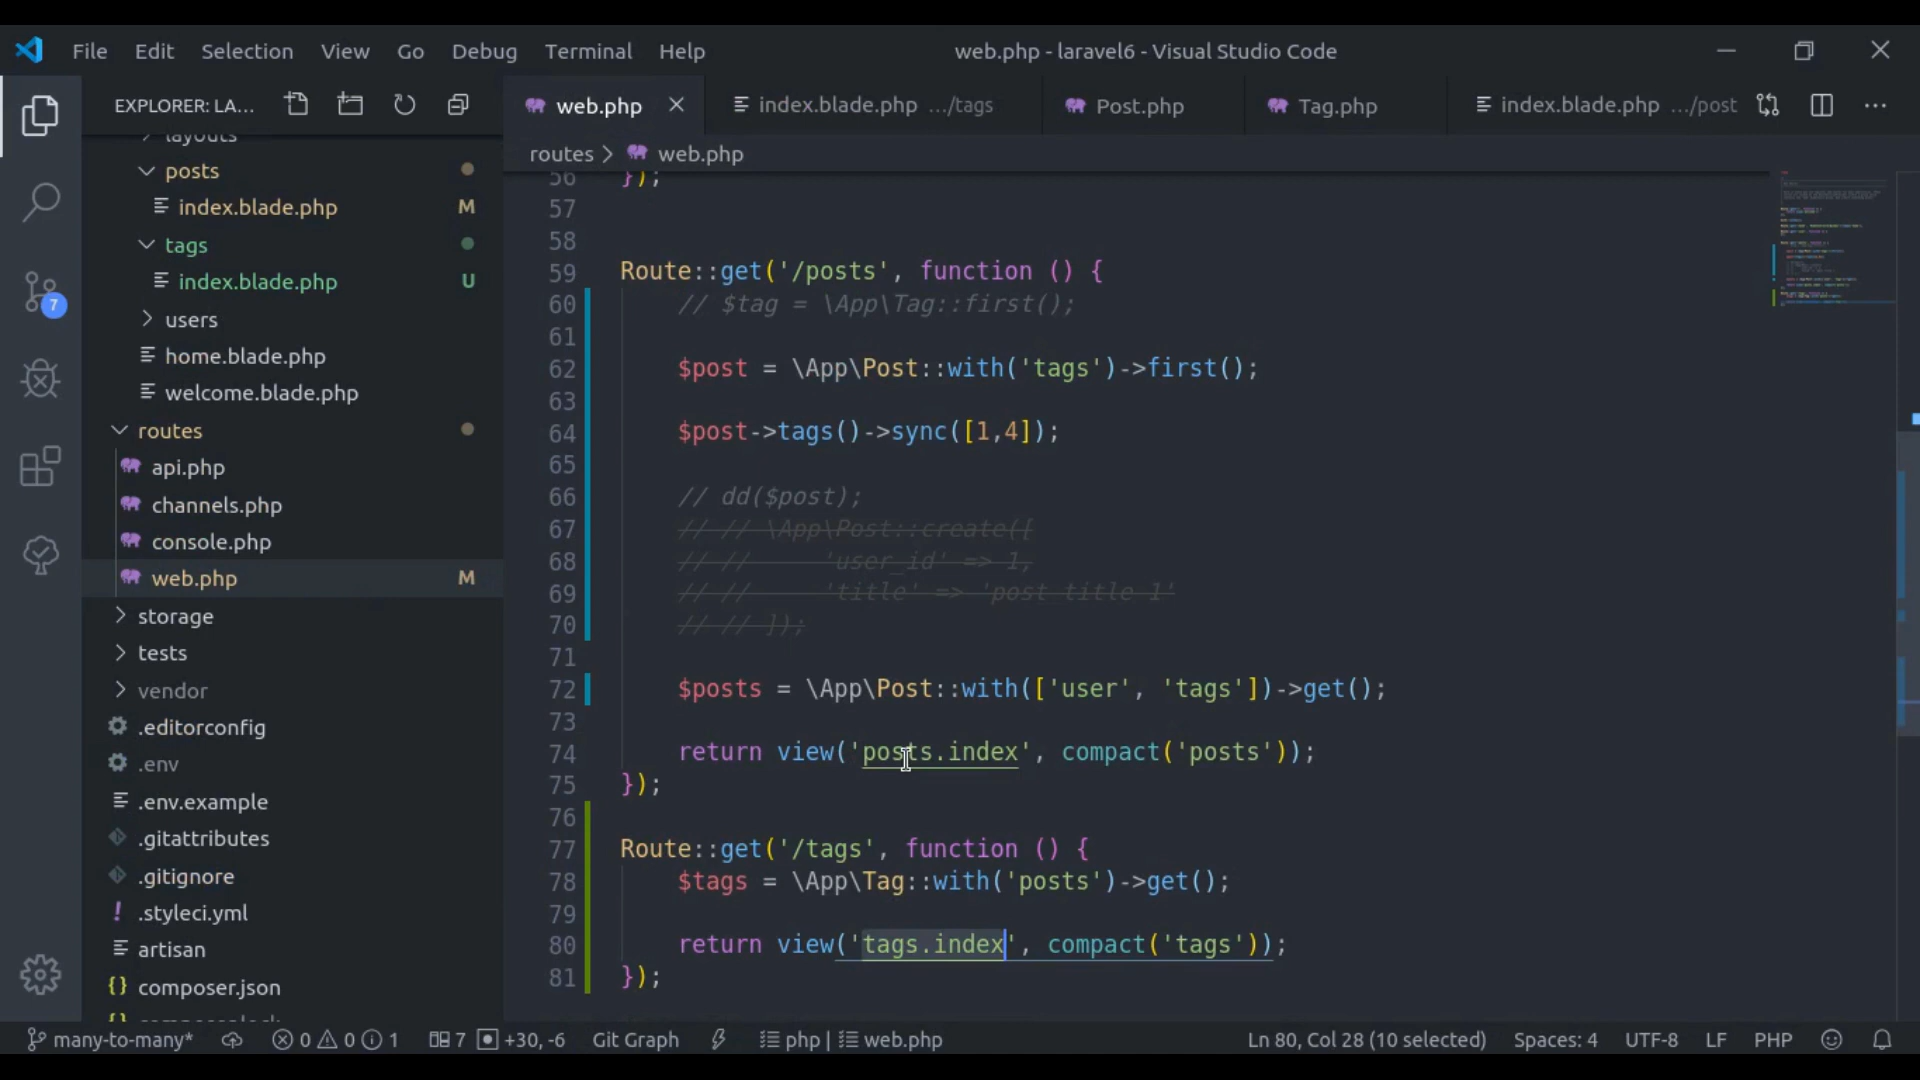 File Edit Selection View Go Debug Terminal Help
web.php - laravel6 - Visual Studio Code
EXPLORER: LA...
web.php
index.blade.php .../tags
Post.php
Tag.php
index.blade.php .../post
routes > web.php
layouts
posts
index.blade.php M
tags
index.blade.php U
users
home.blade.php
welcome.blade.php
routes
api.php
channels.php
console.php
web.php M
storage
tests
vendor
.editorconfig
.env
.env.example
.gitattributes
.gitignore
.styleci.yml
artisan
composer.json
7
56 });
57
58
59 Route::get('/posts', function () {
60 // $tag = \App\Tag::first();
61
62 $post = \App\Post::with('tags')->first();
63
64 $post->tags()->sync([1,4]);
65
66 // dd($post);
67 // // \App\Post::create([
68 // // 'user_id' => 1,
69 // // 'title' => 'post title 1'
70 // // ]);
71
72 $posts = \App\Post::with(['user', 'tags'])->get();
73
74 return view('posts.index', compact('posts'));
75 });
76
77 Route::get('/tags', function () {
78 $tags = \App\Tag::with('posts')->get();
79
80 return view('tags.index', compact('tags'));
81 });
many-to-many* 0 0 1 7 +30, -6 Git Graph php | web.php Ln 80, Col 28 (10 selected) Spaces: 4 UTF-8 LF PHP